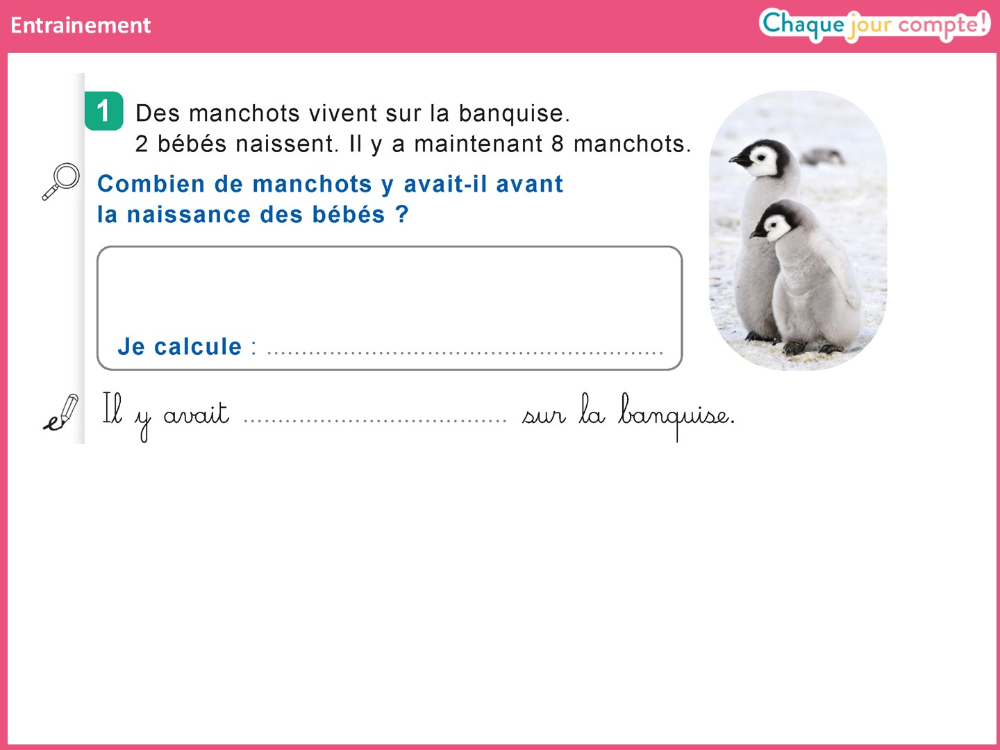 Entrainement
Chaque jour compte!
1 Des manchots vivent sur la banquise.
2 bébés naissent. Il y a maintenant 8 manchots.
Combien de manchots y avait-il avant
la naissance des bébés ?
Je calcule : ........................................................
Il y avait ...................................... sur la banquise.